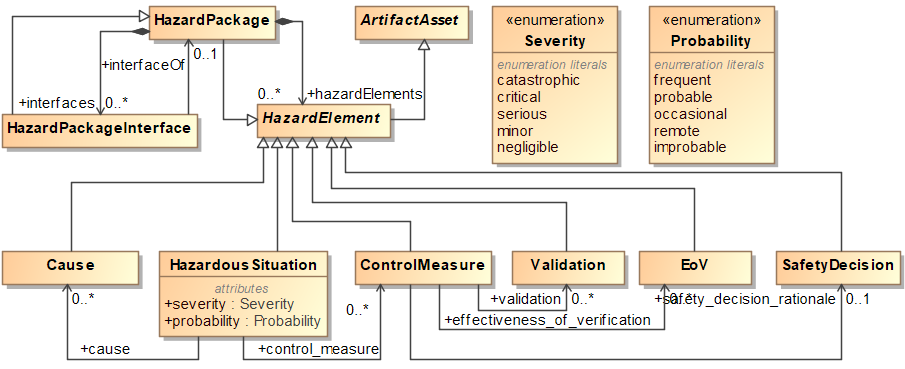 HazardPackage
ArtifactAsset
«enumeration»
Severity
enumeration literals
catastrophic
critical
serious
minor
negligible
«enumeration»
Probability
enumeration literals
frequent
probable
occasional
remote
improbable
+interfaceOf
0..1
+interfaces
0..*
0..*
+hazardElements
HazardPackageInterface
HazardElement
Cause
Hazardous Situation
attributes
+severity : Severity
+probability : Probability
ControlMeasure
Validation
EoV
SafetyDecision
0..*
0..*
+validation
0..*
0..*
+safety_decision_rationale
0..1
+effectiveness_of_verification
+cause
+control_measure